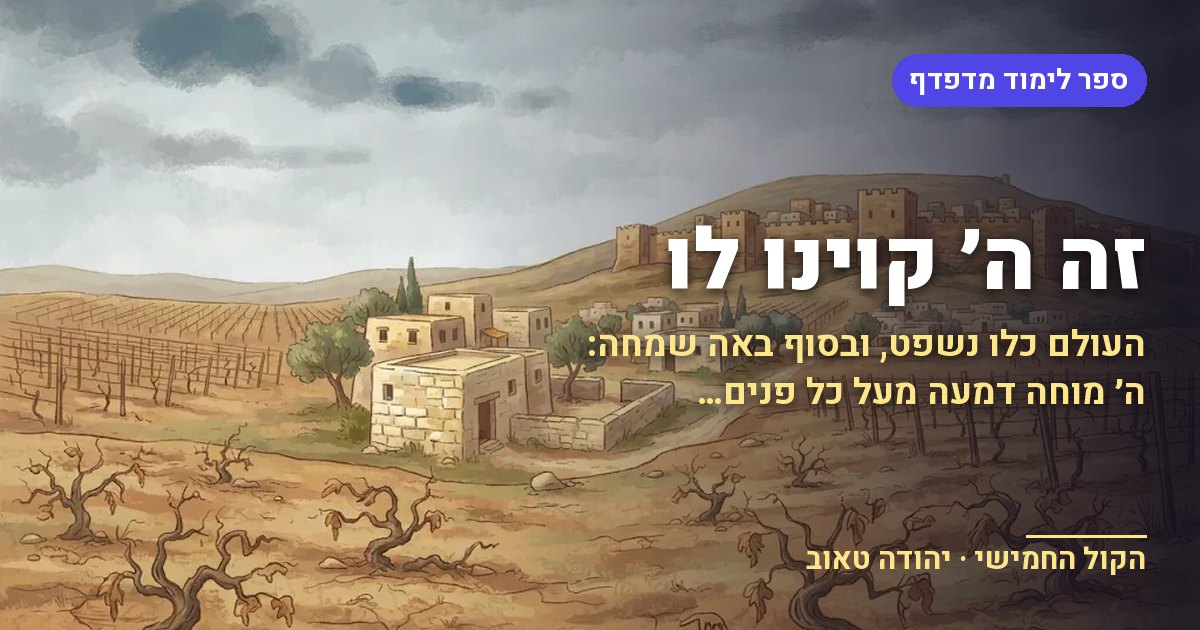 ספר לימוד מדפדף
זה ה׳ קוינו לו
העולם כלו נשפט, ובסוף באה שמחה:
ה׳ מוחה דמעה מעל כל פנים…
הקול החמישי · יהודה טאוב